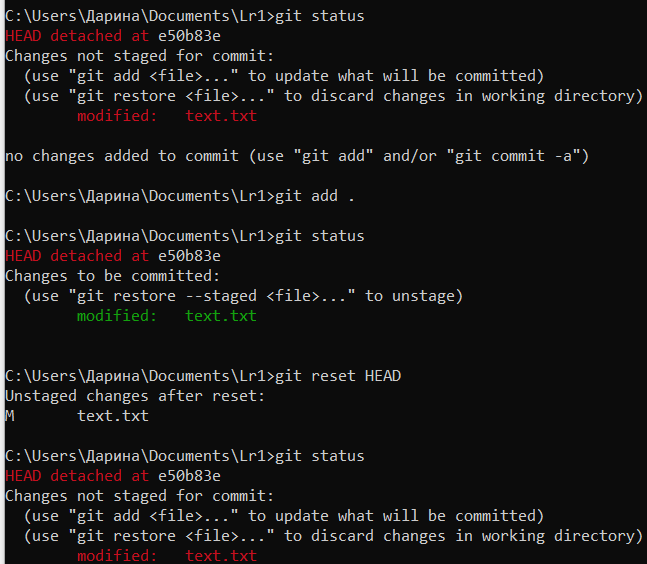 C:\Users\Дарина\Documents\Lr1>git status
HEAD detached at e50b83e
Changes not staged for commit:
  (use "git add <file>..." to update what will be committed)
  (use "git restore <file>..." to discard changes in working directory)
        modified:   text.txt

no changes added to commit (use "git add" and/or "git commit -a")

C:\Users\Дарина\Documents\Lr1>git add .

C:\Users\Дарина\Documents\Lr1>git status
HEAD detached at e50b83e
Changes to be committed:
  (use "git restore --staged <file>..." to unstage)
        modified:   text.txt

C:\Users\Дарина\Documents\Lr1>git reset HEAD
Unstaged changes after reset:
M       text.txt

C:\Users\Дарина\Documents\Lr1>git status
HEAD detached at e50b83e
Changes not staged for commit:
  (use "git add <file>..." to update what will be committed)
  (use "git restore <file>..." to discard changes in working directory)
        modified:   text.txt